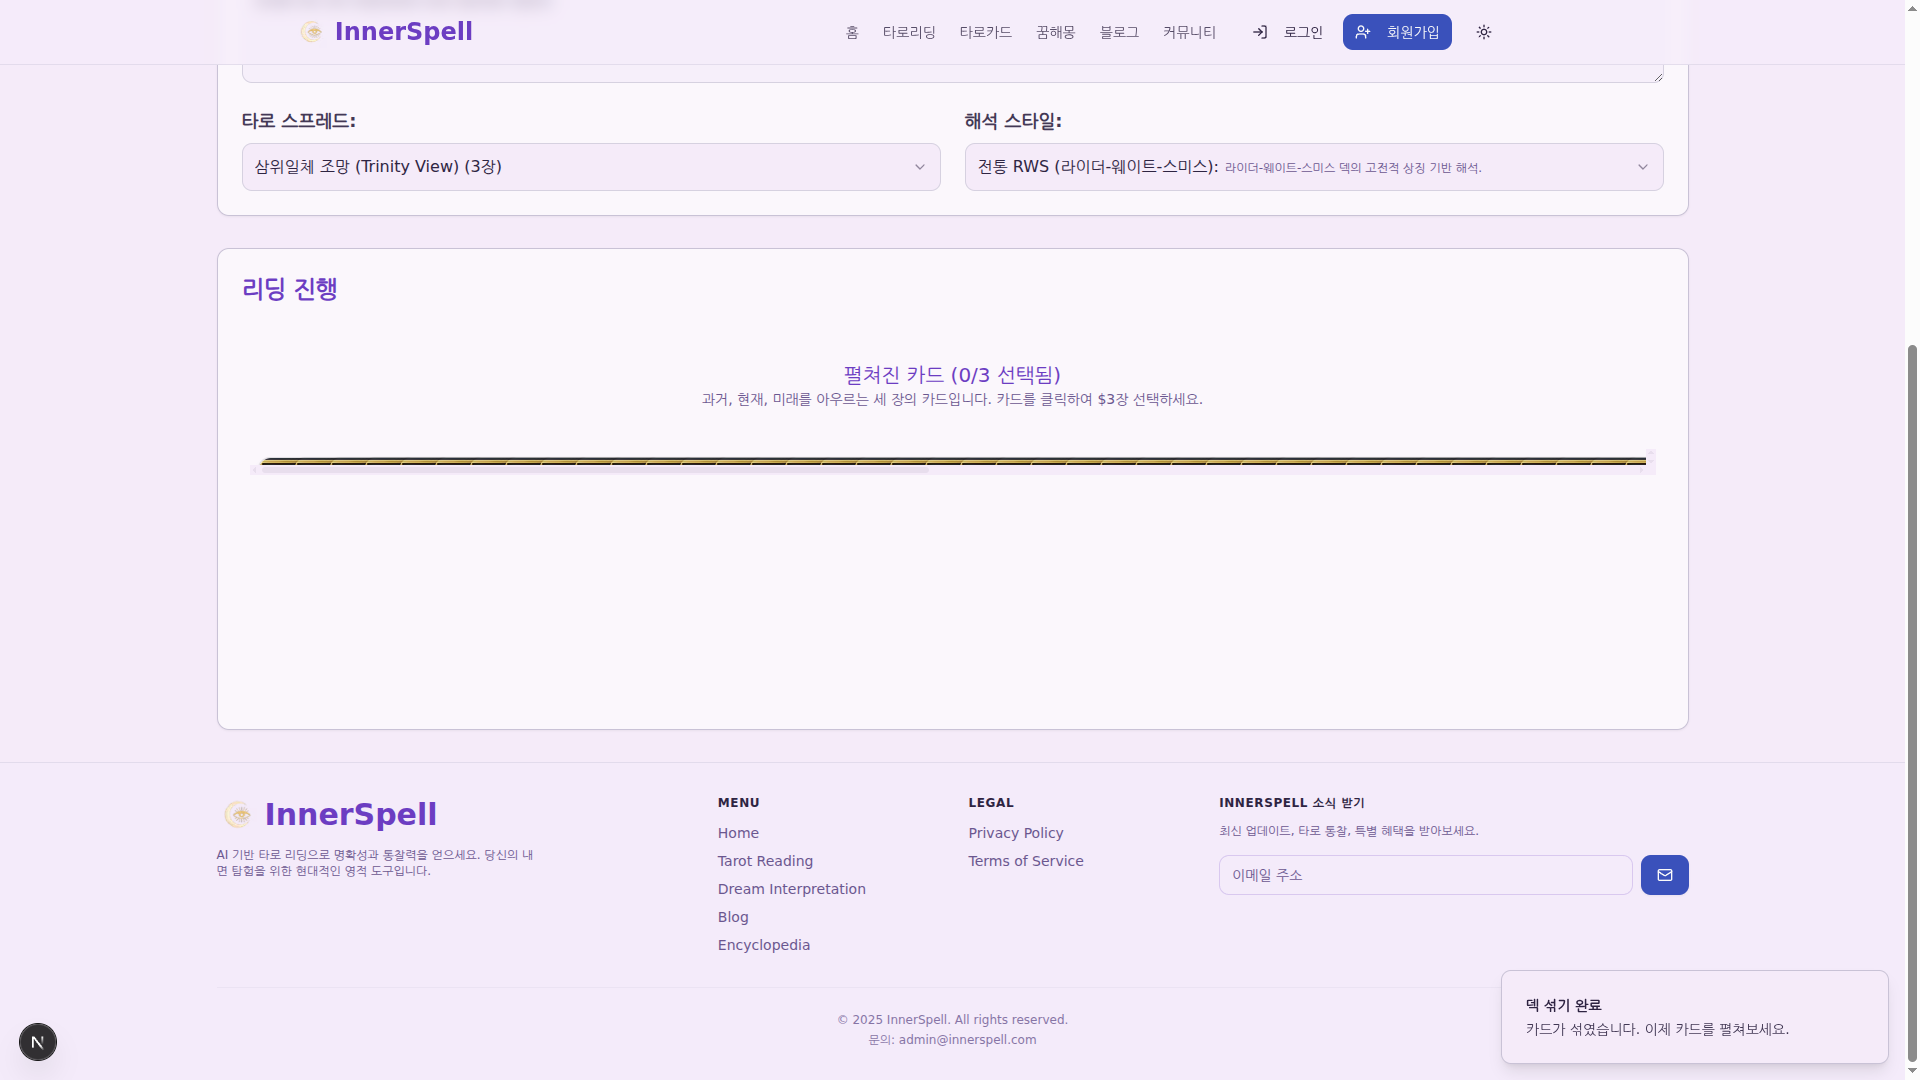 InnerSpell
홈
타로리딩
타로카드
꿈해몽
블로그
커뮤니티
로그인
회원가입
타로 스프레드:
삼위일체 조망 (Trinity View) (3장)
해석 스타일:
전통 RWS (라이더-웨이트-스미스): 라이더-웨이트-스미스 덱의 고전적 상징 기반 해석.
리딩 진행
펼쳐진 카드 (0/3 선택됨)
과거, 현재, 미래를 아우르는 세 장의 카드입니다. 카드를 클릭하여 $3장 선택하세요.
InnerSpell
AI 기반 타로 리딩으로 명확성과 통찰력을 얻으세요. 당신의 내
면 탐험을 위한 현대적인 영적 도구입니다.
MENU
Home
Tarot Reading
Dream Interpretation
Blog
Encyclopedia
LEGAL
Privacy Policy
Terms of Service
INNERSPELL 소식 받기
최신 업데이트, 타로 통찰, 특별 혜택을 받아보세요.
이메일 주소
© 2025 InnerSpell. All rights reserved.
문의: admin@innerspell.com
덱 섞기 완료
카드가 섞였습니다. 이제 카드를 펼쳐보세요.
N